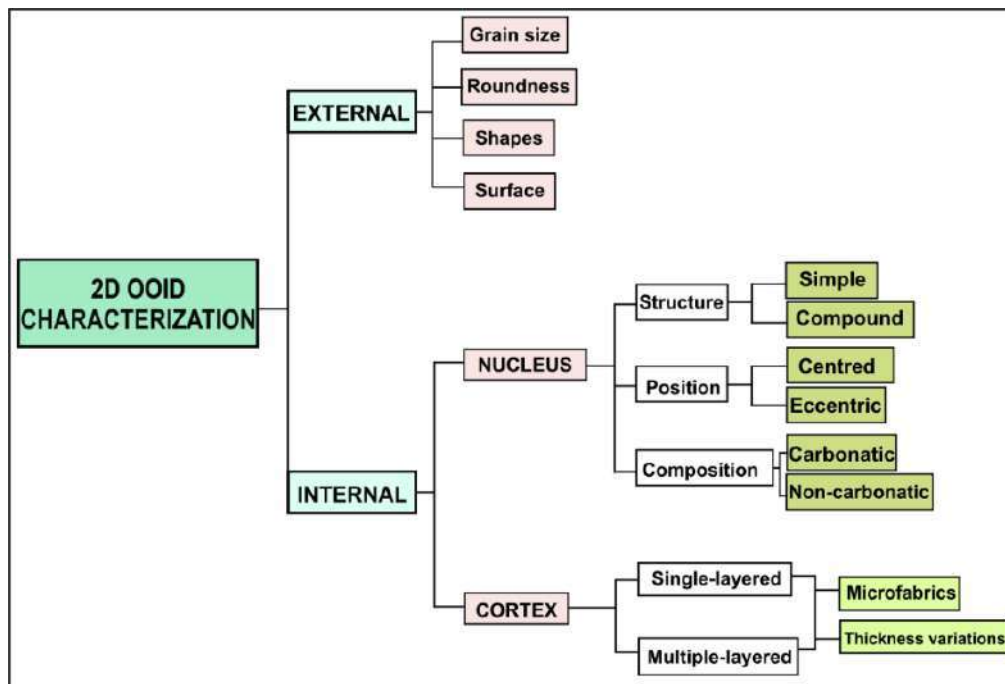 2D OOID
CHARACTERIZATION
EXTERNAL
Grain size
Roundness
Shapes
Surface
INTERNAL
NUCLEUS
Structure
Simple
Compound
Position
Centred
Eccentric
Composition
Carbonatic
Non-carbonatic
CORTEX
Single-layered
Multiple-layered
Microfabrics
Thickness variations